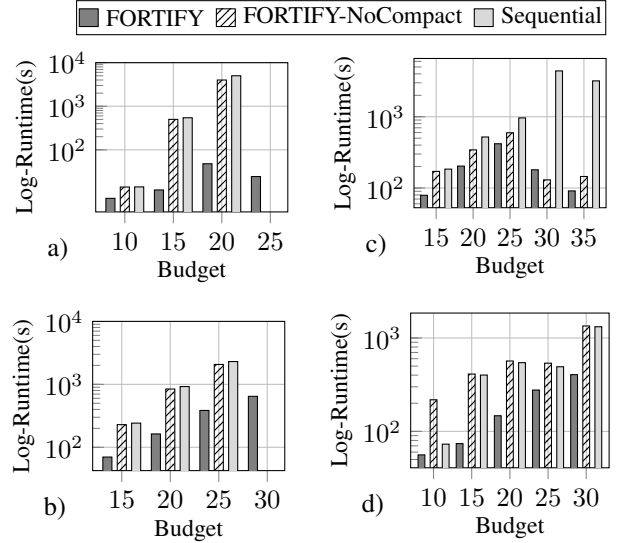 FORTIFY FORTIFY-NoCompact Sequential
10^4
10^3
10^2
Log-Runtime(s)
10 15 20 25
Budget
a)
10^3
10^2
Log-Runtime(s)
15 20 25 30 35
Budget
c)
10^4
10^3
10^2
Log-Runtime(s)
15 20 25 30
Budget
b)
10^3
10^2
Log-Runtime(s)
10 15 20 25 30
Budget
d)